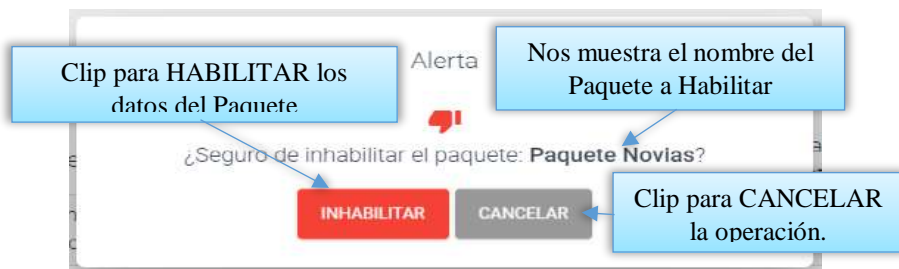 Alerta
Clip para HABILITAR los
datos del Paquete
Nos muestra el nombre del
Paquete a Habilitar
¿Seguro de inhabilitar el paquete: Paquete Novias?
INHABILITAR
CANCELAR
Clip para CANCELAR
la operación.